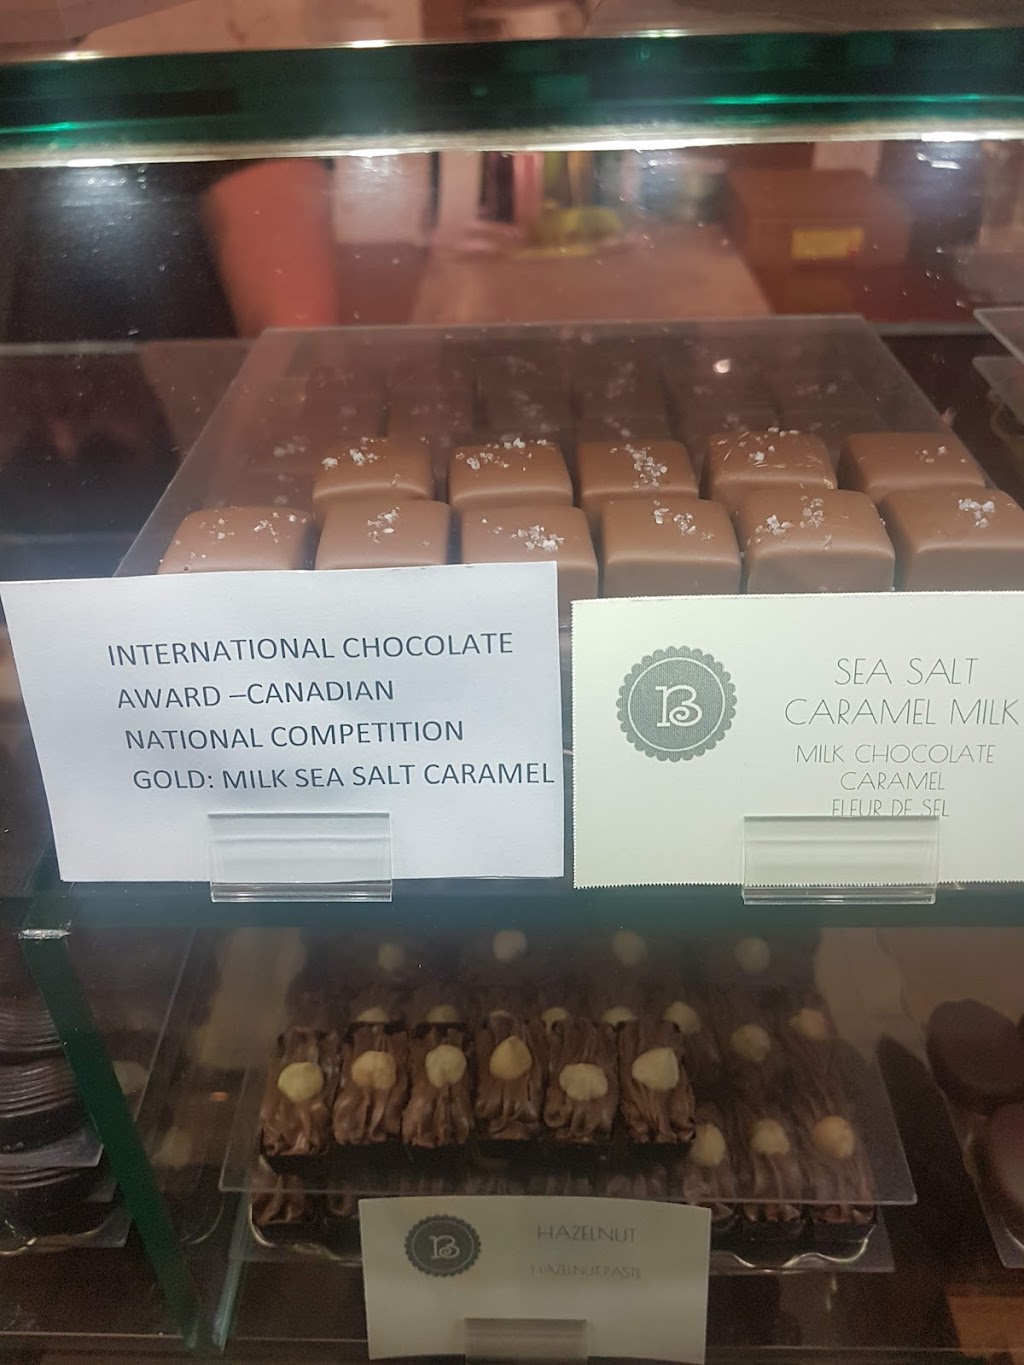 INTERNATIONAL CHOCOLATE
AWARD –CANADIAN
NATIONAL COMPETITION
GOLD: MILK SEA SALT CARAMEL
B
SEA SALT
CARAMEL MILK
MILK CHOCOLATE
CARAMEL
FLEUR DE SEL
B
HAZELNUT
HAZELNUT PASTE